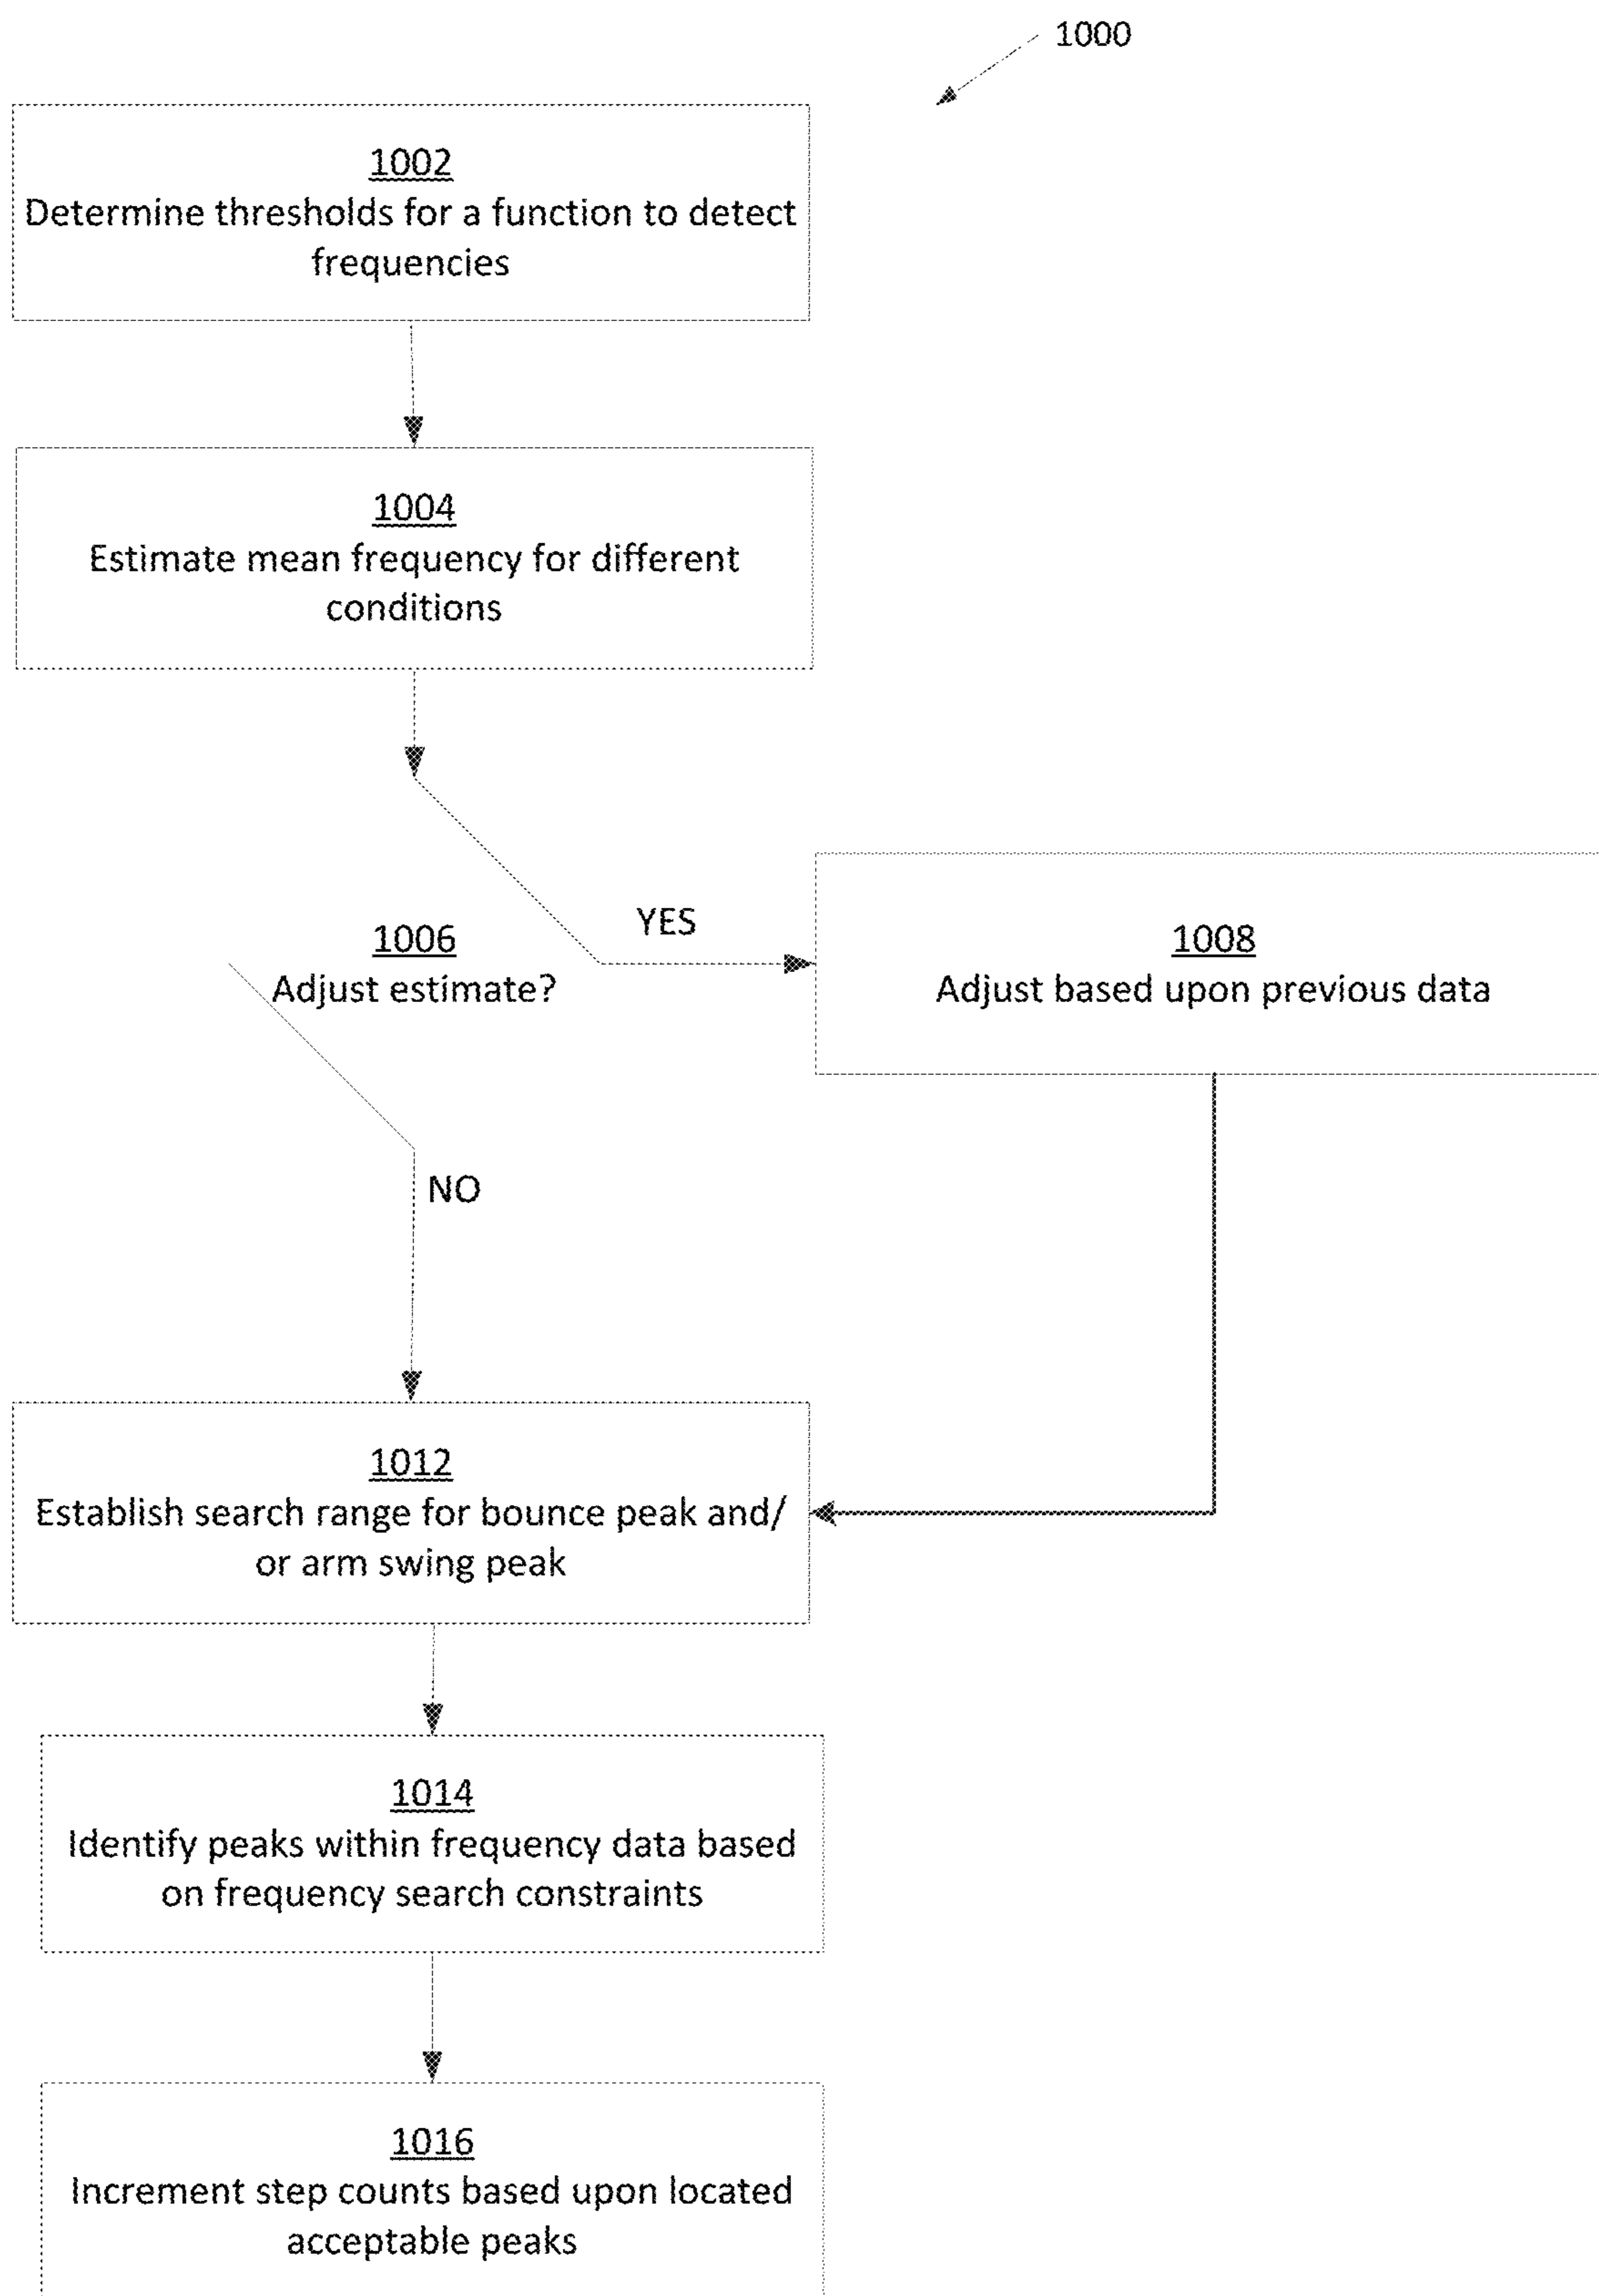 1000
1002
Determine thresholds for a function to detect
frequencies
1004
Estimate mean frequency for different
conditions
YES
1006
Adjust estimate?
1008
Adjust based upon previous data
NO
1012
Establish search range for bounce peak and/
or arm swing peak
1014
Identify peaks within frequency data based
on frequency search constraints
1016
Increment step counts based upon located
acceptable peaks